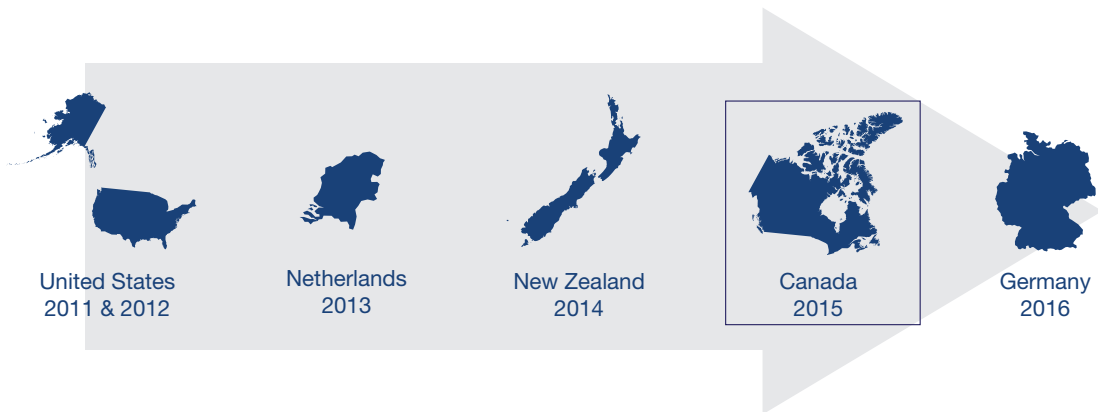 United States
2011 & 2012
Netherlands
2013
New Zealand
2014
Canada
2015
Germany
2016